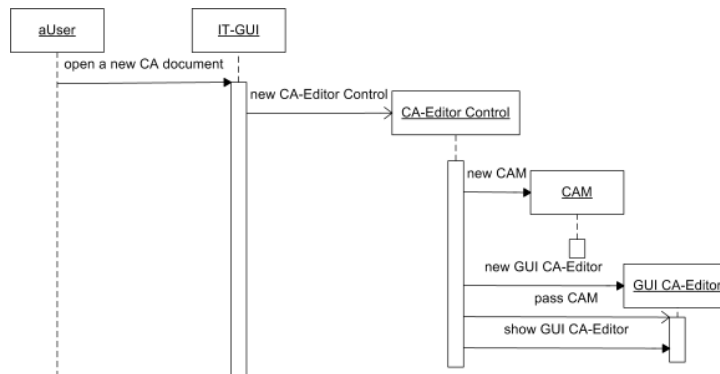 aUser
IT-GUI
open a new CA document
new CA-Editor Control
CA-Editor Control
new CAM
CAM
new GUI CA-Editor
GUI CA-Editor
pass CAM
show GUI CA-Editor